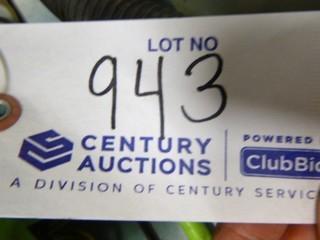 LOT NO
943
CENTURY
AUCTIONS
POWERED
ClubBid
A DIVISION OF CENTURY SERVIC